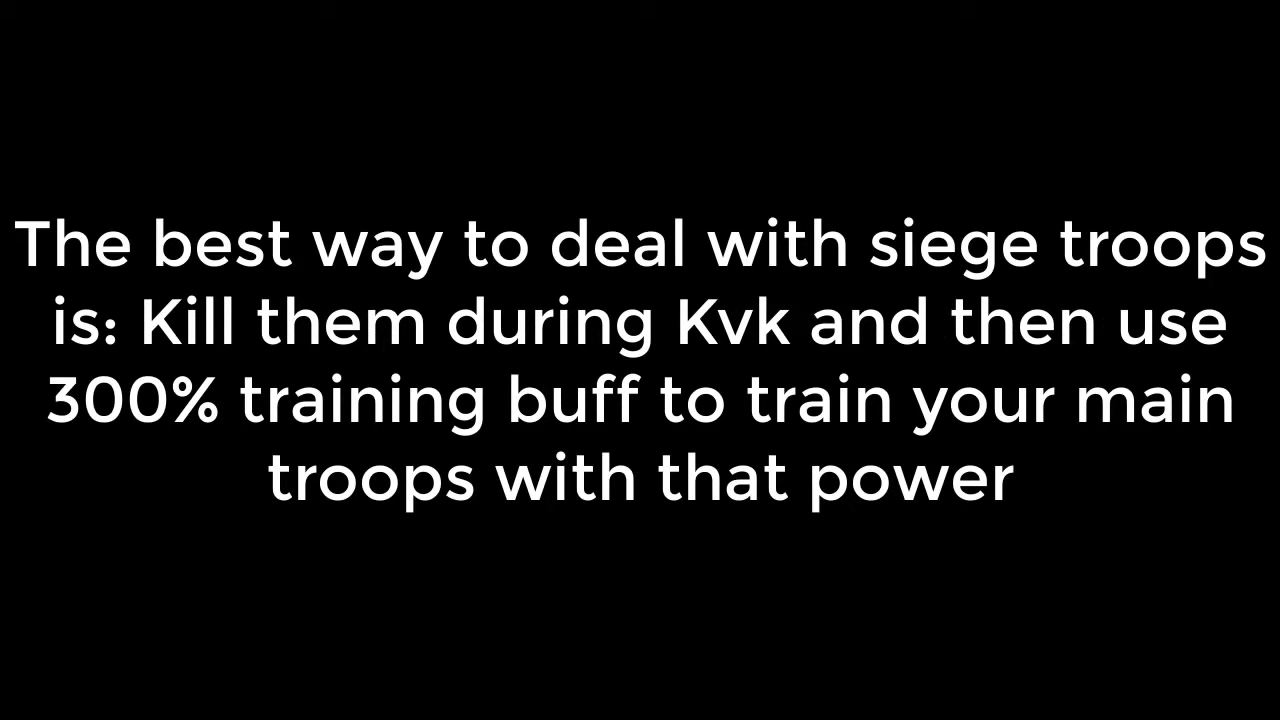 The best way to deal with siege troops
is: Kill them during Kvk and then use
300% training buff to train your main
troops with that power